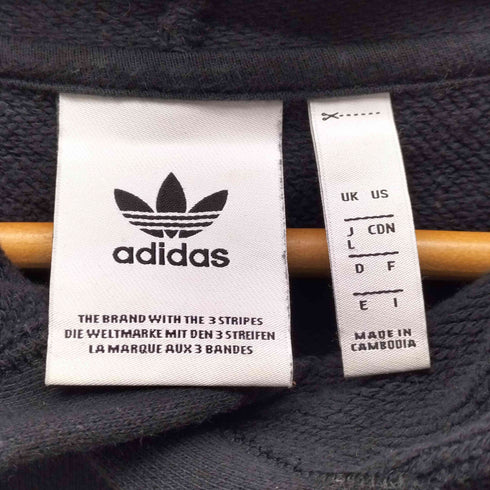 adidas
THE BRAND WITH THE 3 STRIPES
DIE WELTMARKE MIT DEN 3 STREIFEN
LA MARQUE AUX 3 BANDES
UK US
J CDN
L
D F
E I
MADE IN
CAMBODIA